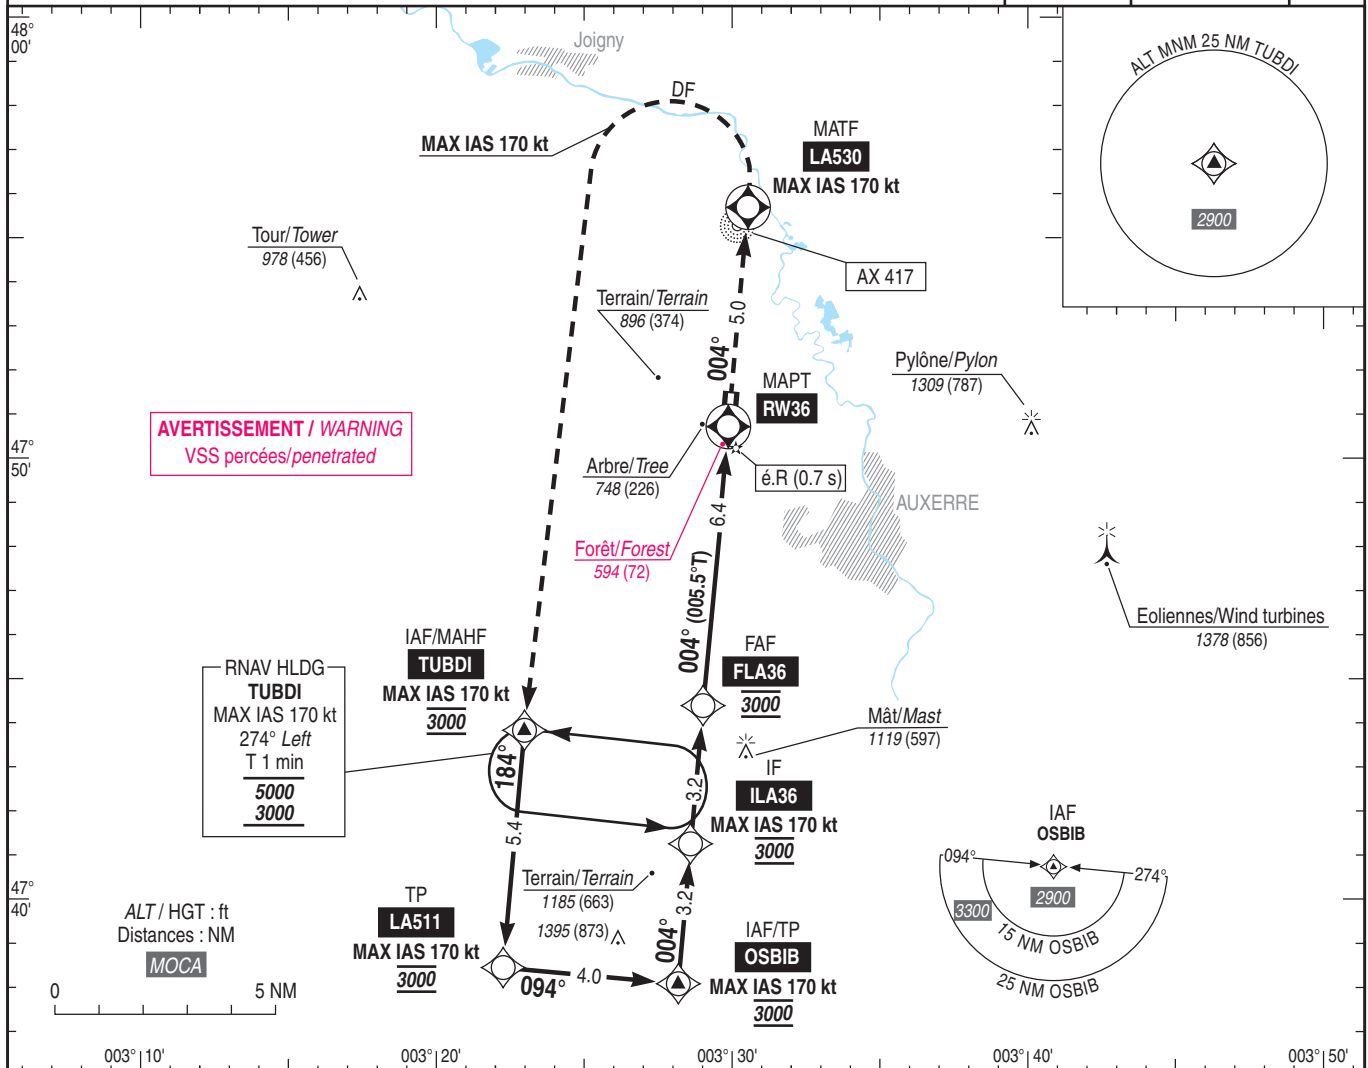 48°
00'
Joigny
DF
MAX IAS 170 kt
MATF
LA530
MAX IAS 170 kt
ALT MNM 25 NM TUBDI
2900
Tour/Tower
978 (456)
AX 417
Terrain/Terrain
896 (374)
5.0
004°
Pylône/Pylon
1309 (787)
MAPT
RW36
AVERTISSEMENT / WARNING
VSS percées/penetrated
47°
50'
Arbre/Tree
748 (226)
é.R (0.7 s)
AUXERRE
6.4
Forêt/Forest
594 (72)
004° (005.5°T)
Eoliennes/Wind turbines
1378 (856)
IAF/MAHF
TUBDI
MAX IAS 170 kt
3000
FAF
FLA36
3000
RNAV HLDG
TUBDI
MAX IAS 170 kt
274° Left
T 1 min
5000
3000
Mât/Mast
1119 (597)
184°
5.4
3.2
IF
ILA36
MAX IAS 170 kt
3000
IAF
OSBIB
094°
274°
2900
3300
15 NM OSBIB
25 NM OSBIB
47°
40'
Terrain/Terrain
1185 (663)
1395 (873)
3.2
004°
TP
LA511
MAX IAS 170 kt
3000
094°
4.0
IAF/TP
OSBIB
MAX IAS 170 kt
3000
ALT / HGT : ft
Distances : NM
MOCA
0
5 NM
003° 10'
003° 20'
003° 30'
003° 40'
003° 50'